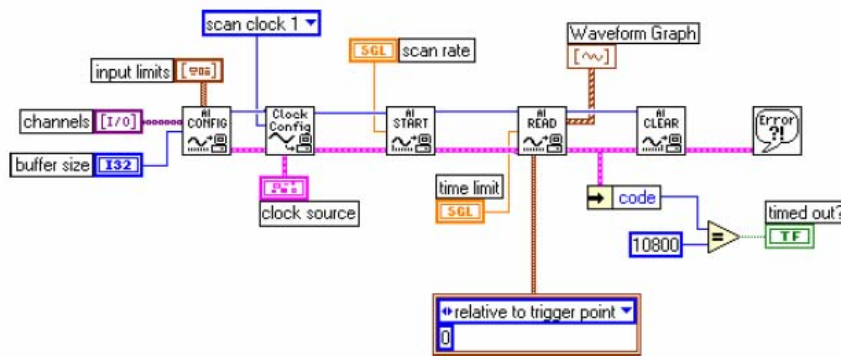 scan clock 1
Waveform Graph
SGL
scan rate
input limits
channels
I/O
AI
CONFIG
Clock
Config
AI
START
AI
READ
AI
CLEAR
Error
?!
buffer size
I32
time limit
SGL
clock source
code
timed out?
10800
=
TF
relative to trigger point
0